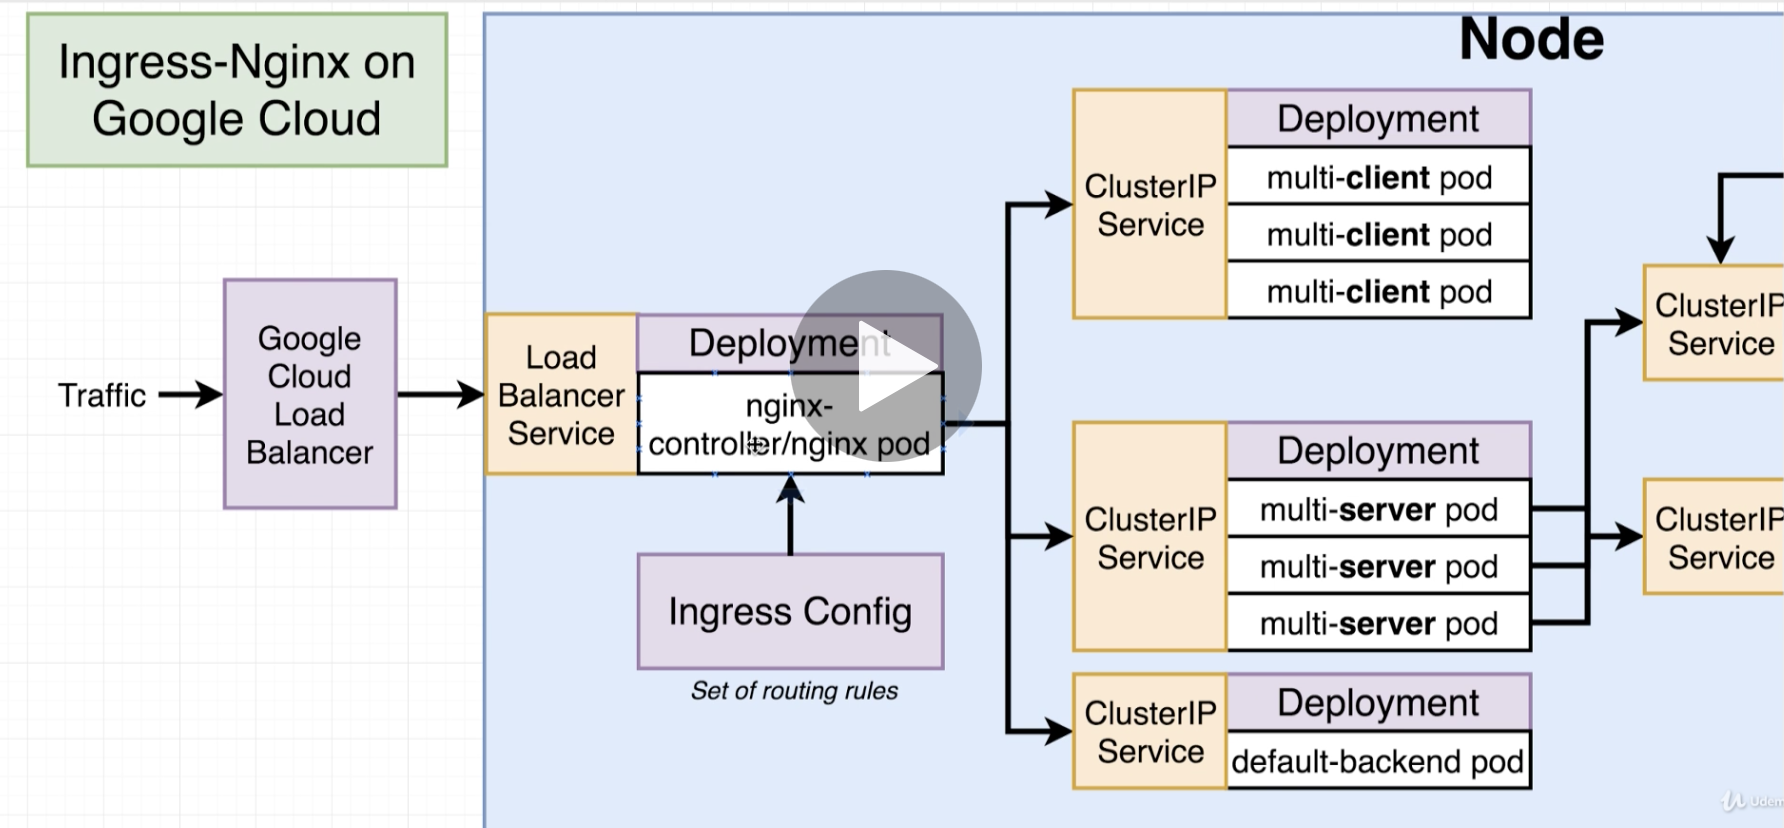 Ingress-Nginx on
Google Cloud
Node
Traffic
Google
Cloud
Load
Balancer
Load
Balancer
Service
Deployment
nginx-
controller/nginx pod
Ingress Config
Set of routing rules
ClusterIP
Service
Deployment
multi-client pod
multi-client pod
multi-client pod
ClusterIP
Service
Deployment
multi-server pod
multi-server pod
multi-server pod
ClusterIP
Service
Deployment
default-backend pod
ClusterIP
Service
ClusterIP
Service
Udem